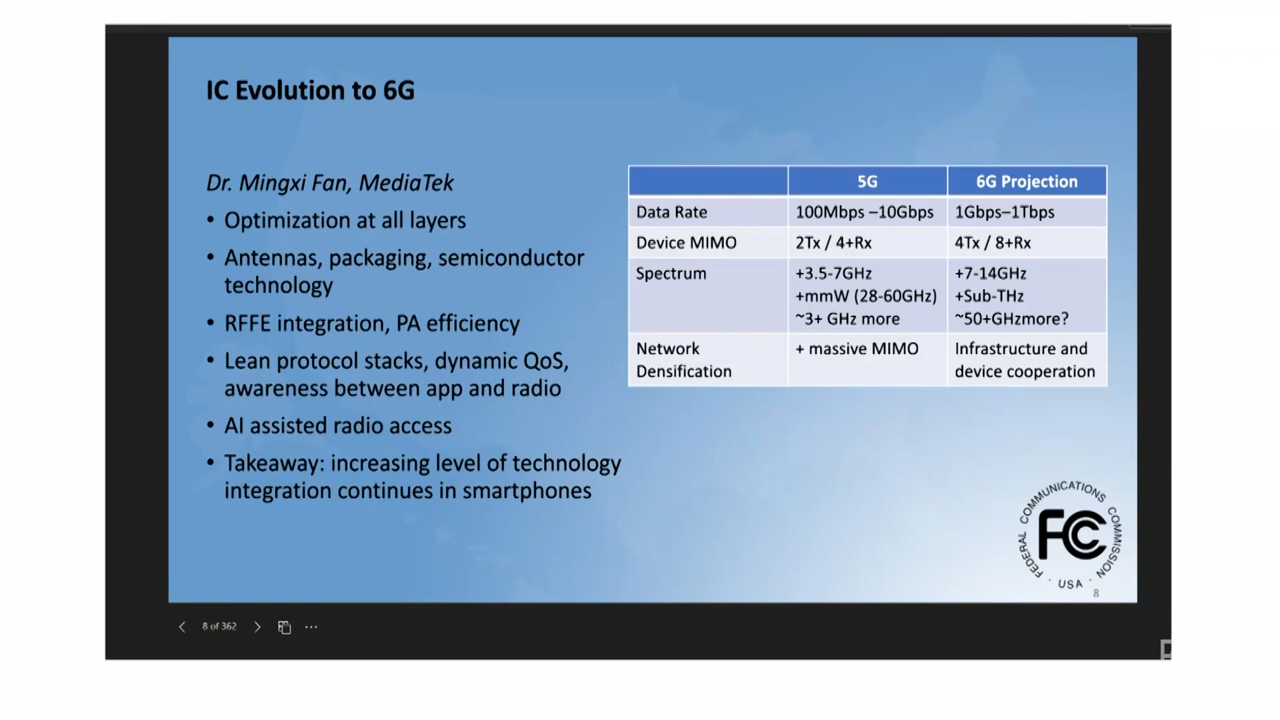 IC Evolution to 6G
Dr. Mingxi Fan, MediaTek
• Optimization at all layers
• Antennas, packaging, semiconductor
technology
• RFFE integration, PA efficiency
• Lean protocol stacks, dynamic QoS,
awareness between app and radio
• AI assisted radio access
• Takeaway: increasing level of technology
integration continues in smartphones
5G 6G Projection
Data Rate 100Mbps –10Gbps 1Gbps–1Tbps
Device MIMO 2Tx / 4+Rx 4Tx / 8+Rx
Spectrum +3.5-7GHz +7-14GHz
+mmW (28-60GHz) +Sub-THz
~3+ GHz more ~50+GHzmore?
Network + massive MIMO Infrastructure and
Densification device cooperation
FEDERAL COMMUNICATIONS COMMISSION · USA ·
FCC
8
8 of 362